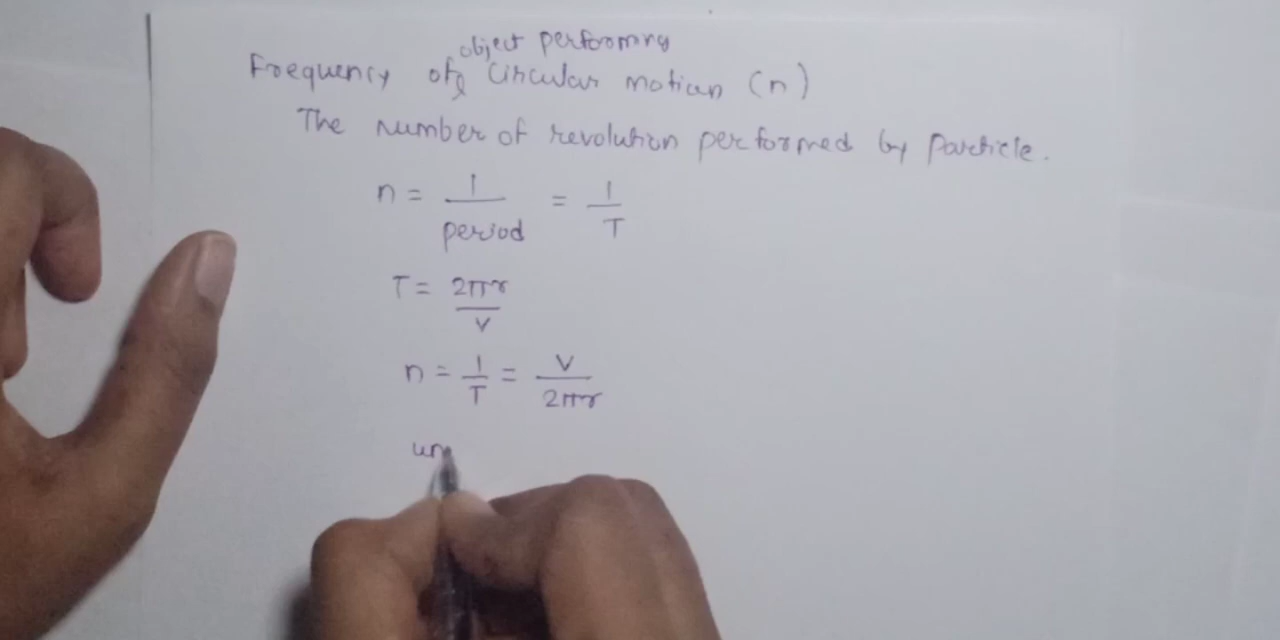 object performing
Frequency of circular motion (n)
The number of revolution performed by particle.
n = 1/period = 1/T
T = 2πr/v
n = 1/T = v/2πr
un